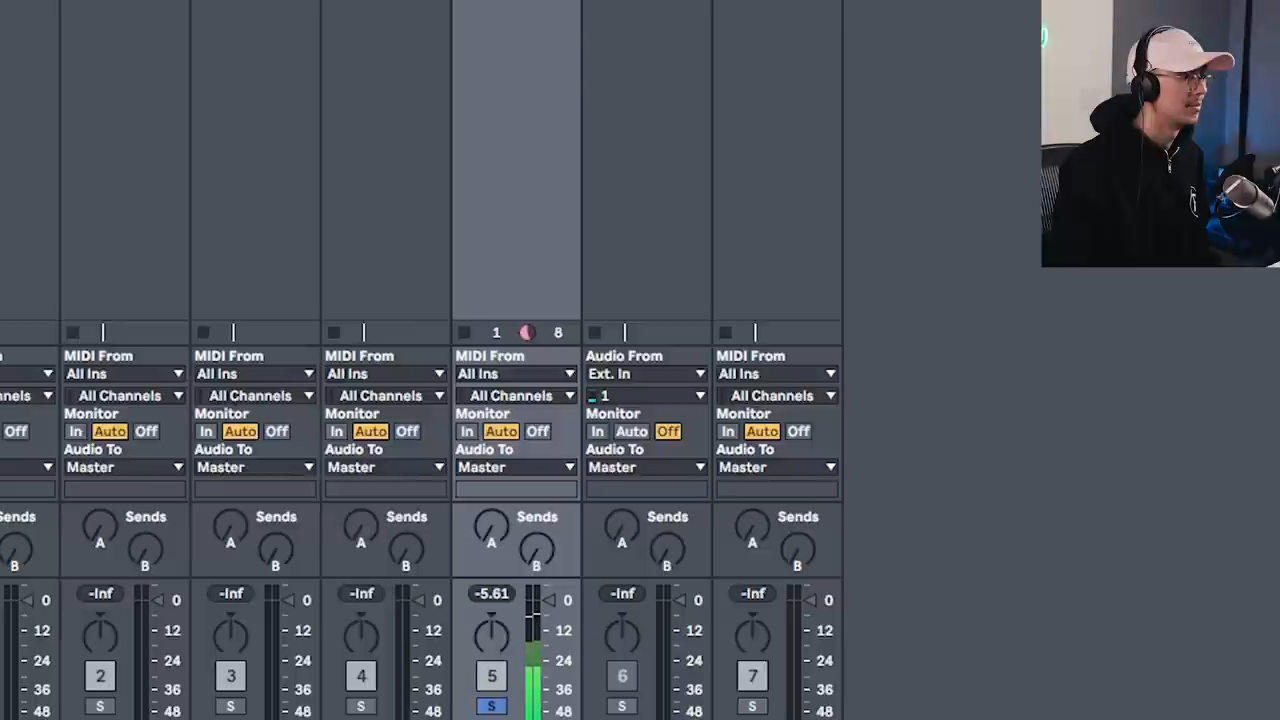 1 8
MIDI From MIDI From MIDI From MIDI From Audio From MIDI From
All Ins All Ins All Ins All Ins Ext. In All Ins
nnels All Channels All Channels All Channels All Channels 1 All Channels
Monitor Monitor Monitor Monitor Monitor Monitor
Off In Auto Off In Auto Off In Auto Off In Auto Off In Auto Off In Auto Off
Audio To Audio To Audio To Audio To Audio To Audio To
Master Master Master Master Master Master
Sends Sends Sends Sends Sends Sends Sends
A A A A A A
B B B B B B B
-Inf -Inf -Inf -5.61 -Inf -Inf
0 0 0 0 0 0 0
12 12 12 12 12 12 12
24 24 24 24 24 24 24
2 3 4 5 6 7
36 36 36 36 36 36 36
S S S S S S
48 48 48 48 48 48 48